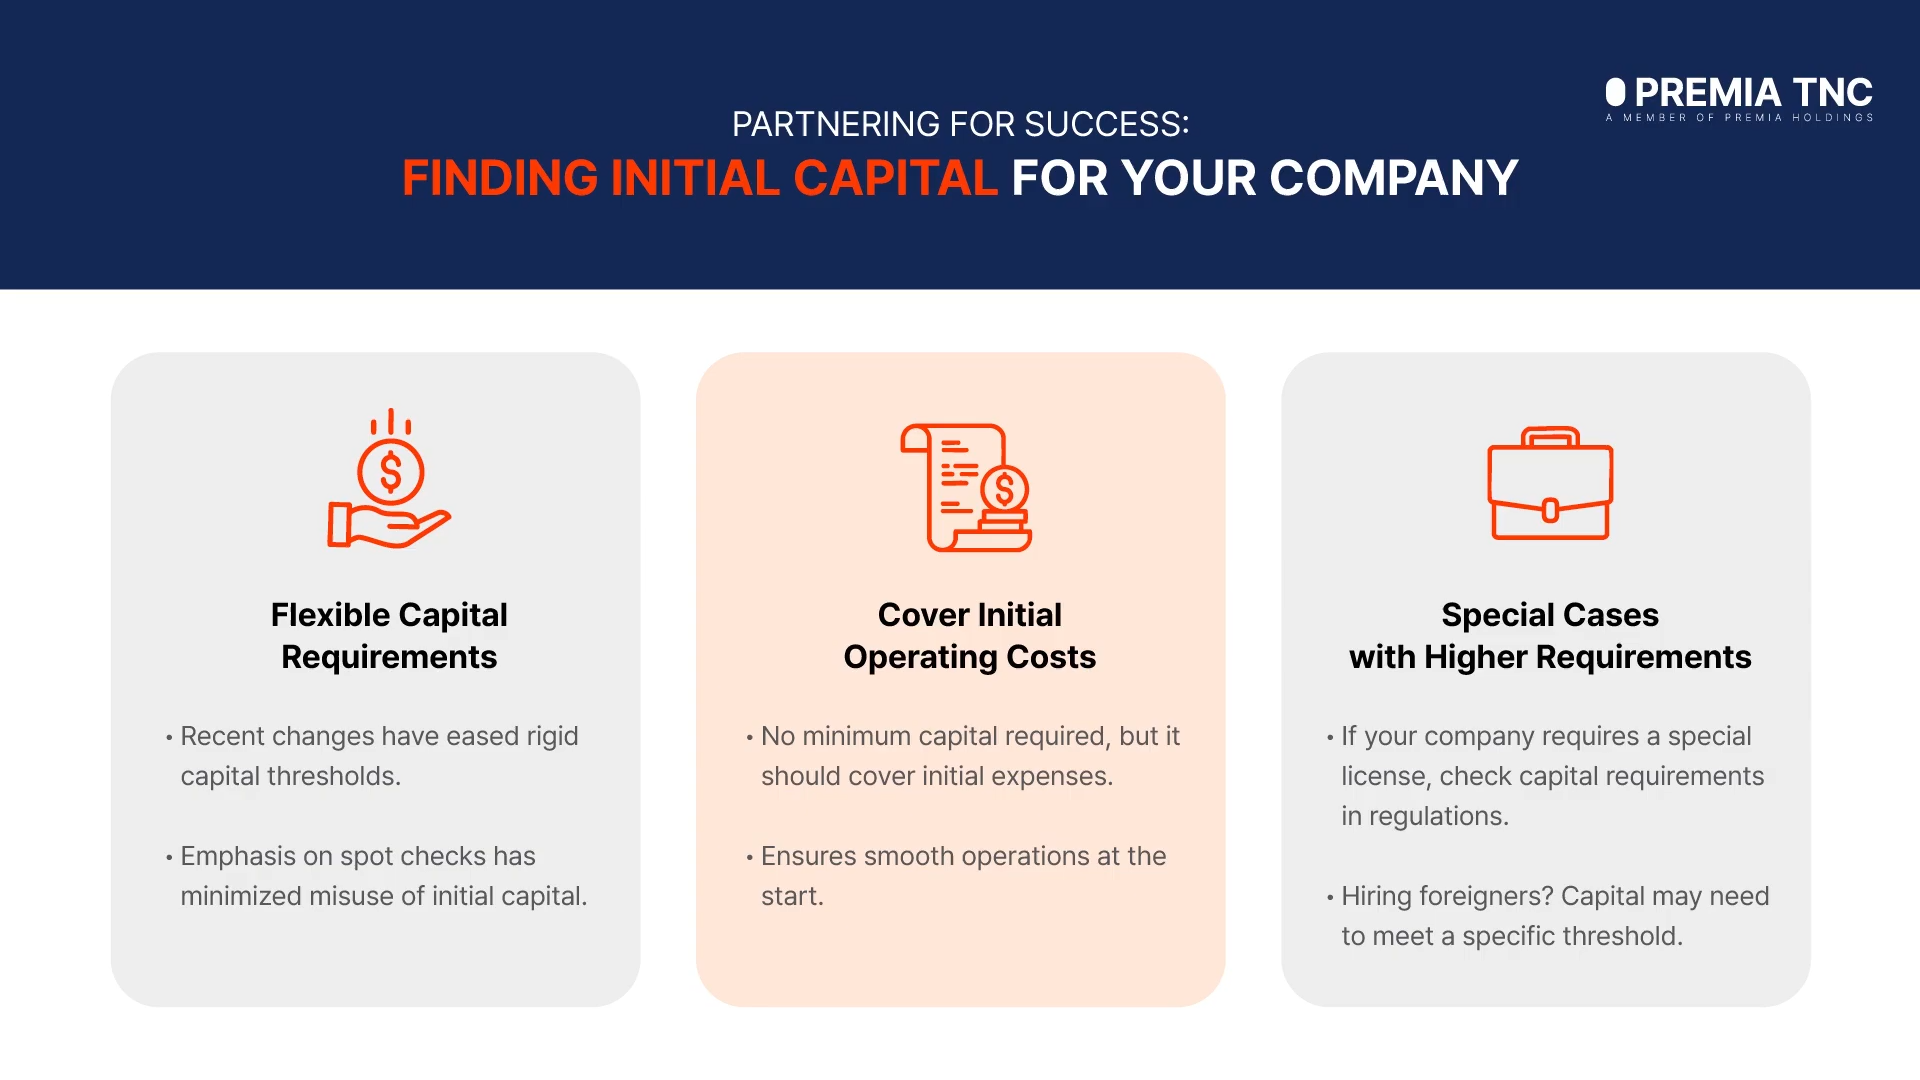 PREMIA TNC
A MEMBER OF PREMIA HOLDINGS
PARTNERING FOR SUCCESS:
FINDING INITIAL CAPITAL FOR YOUR COMPANY
$
Flexible Capital
Requirements
• Recent changes have eased rigid
capital thresholds.
• Emphasis on spot checks has
minimized misuse of initial capital.
$
Cover Initial
Operating Costs
• No minimum capital required, but it
should cover initial expenses.
• Ensures smooth operations at the
start.
Special Cases
with Higher Requirements
• If your company requires a special
license, check capital requirements
in regulations.
• Hiring foreigners? Capital may need
to meet a specific threshold.